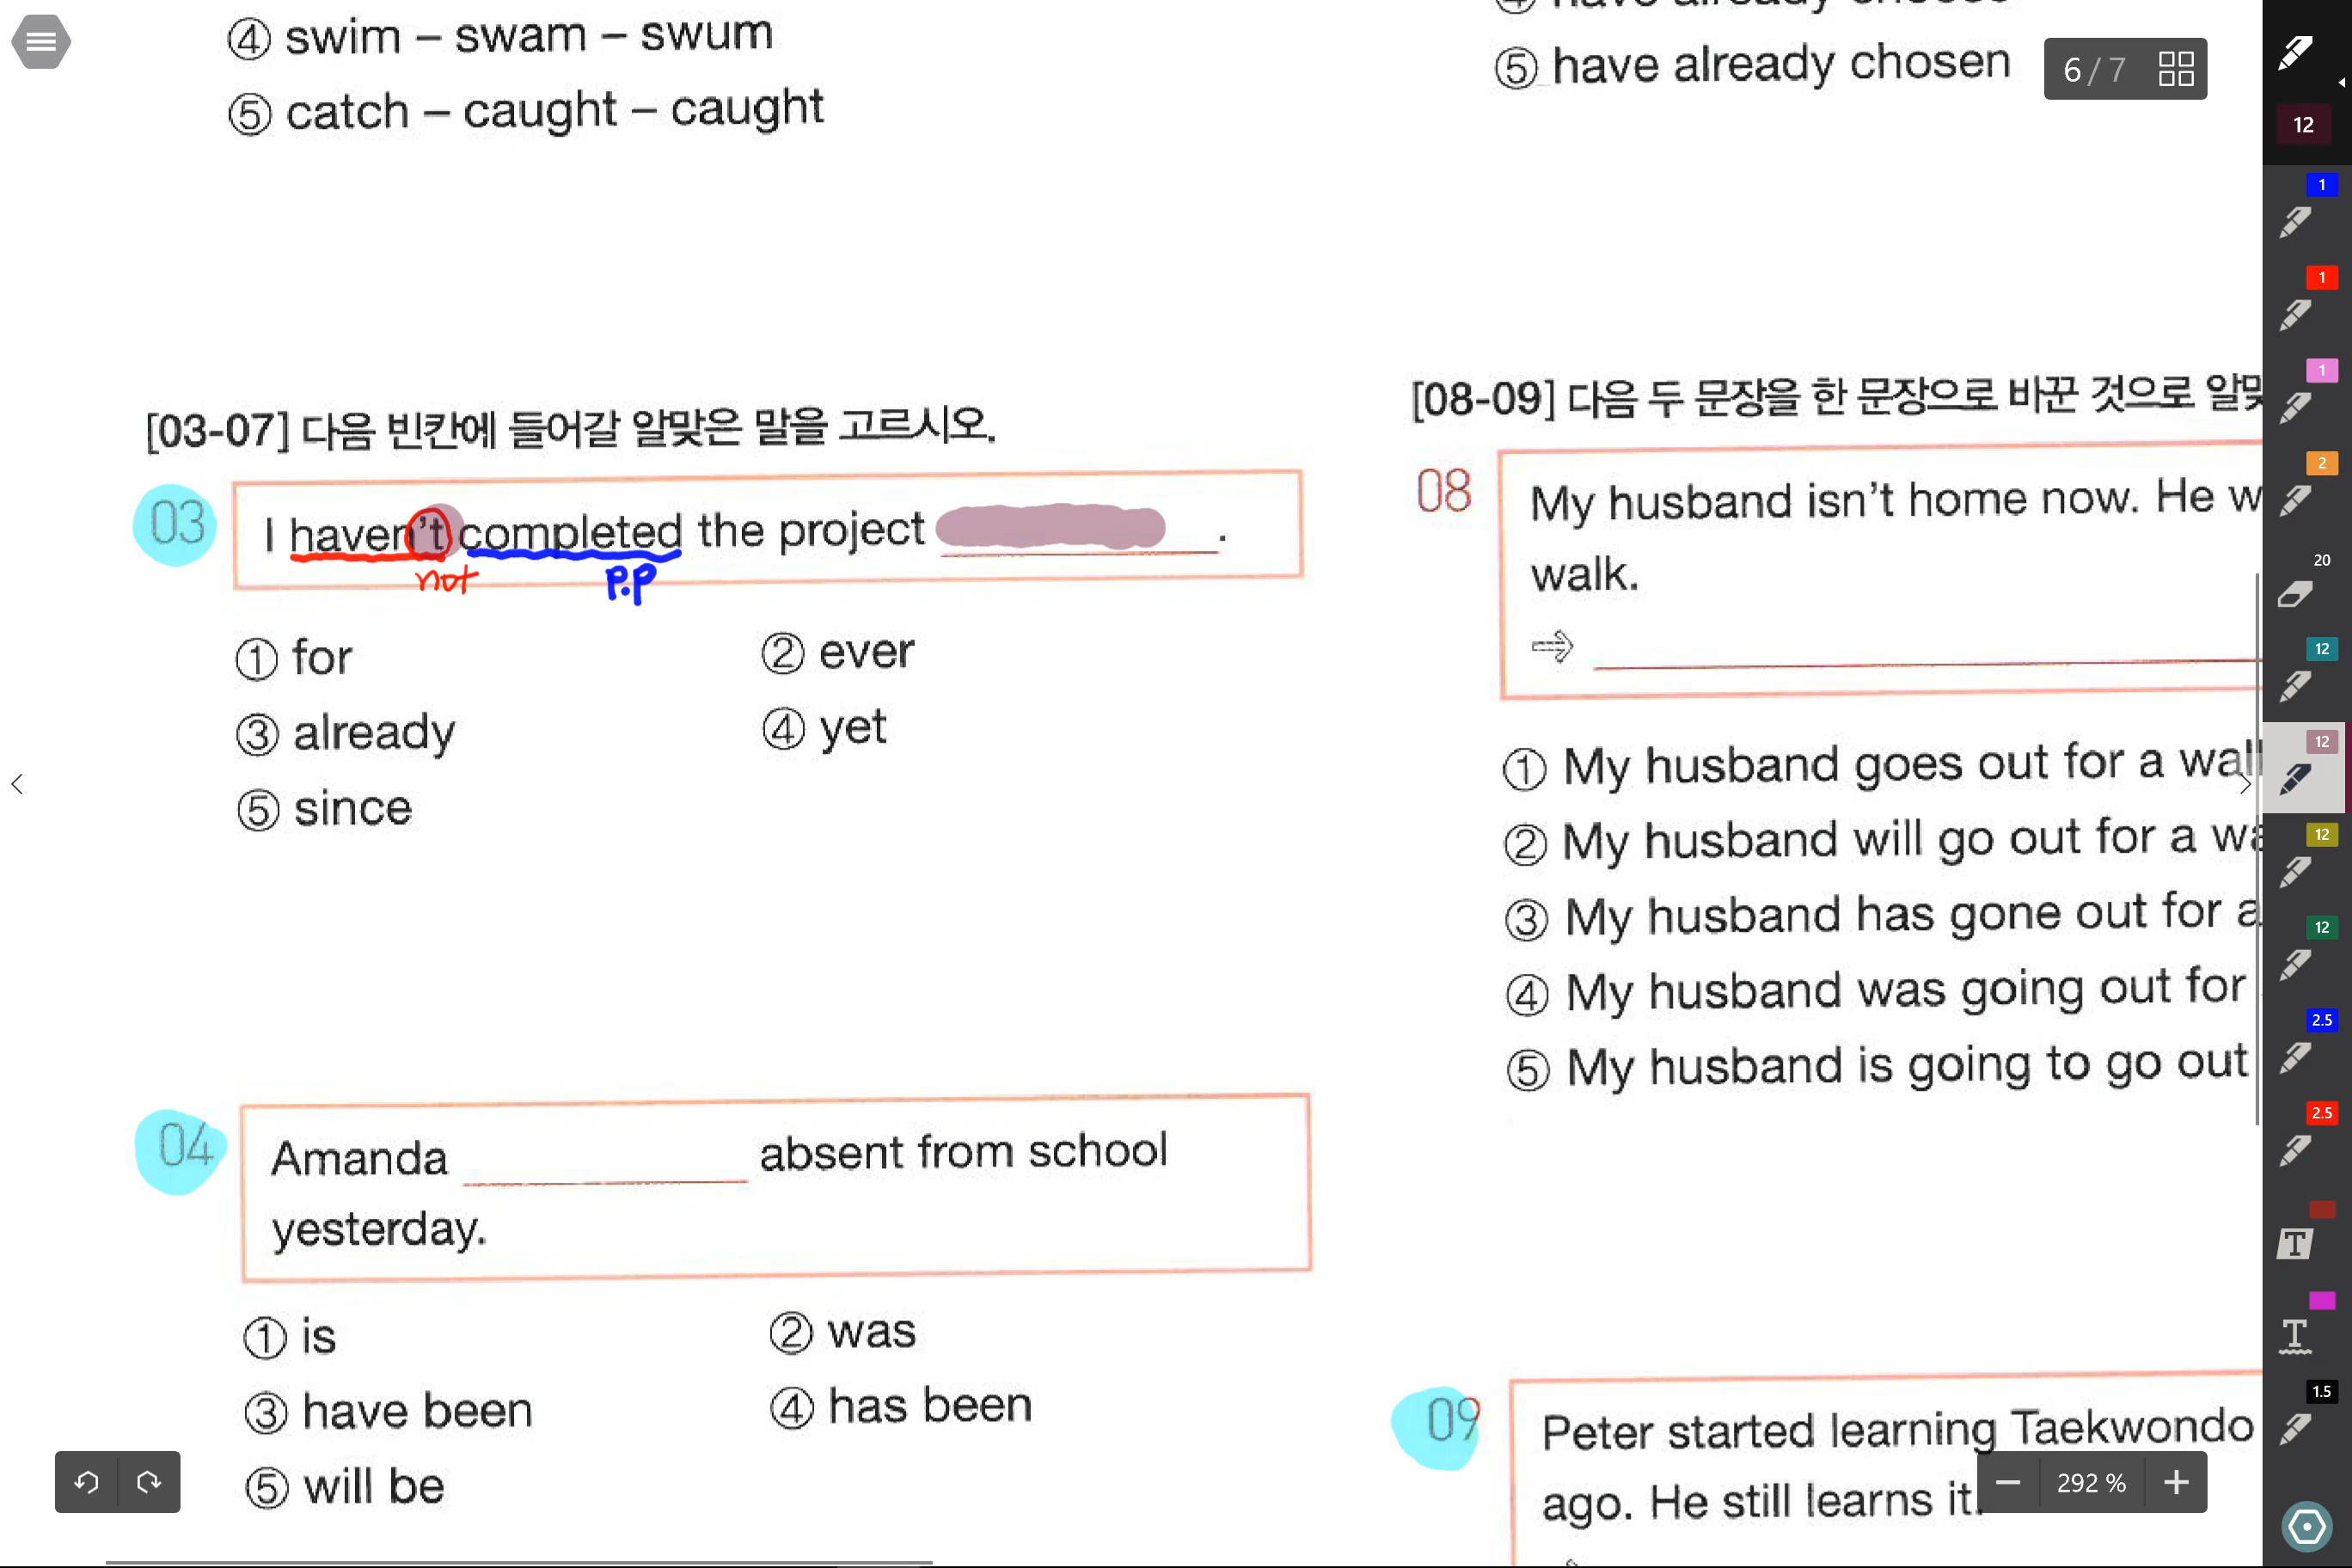 ④ swim – swam – swum
⑤ catch – caught – caught
[03-07] 다음 빈칸에 들어갈 알맞은 말을 고르시오.
03
I haven't completed the project ________ .
not p.p
① for ② ever
③ already ④ yet
⑤ since
04
Amanda ________ absent from school
yesterday.
① is ② was
③ have been ④ has been
⑤ will be
⑤ have already chosen
[08-09] 다음 두 문장을 한 문장으로 바꾼 것으로 알맞
08
My husband isn't home now. He w
walk.
⇨ ________
① My husband goes out for a wal
② My husband will go out for a wa
③ My husband has gone out for a
④ My husband was going out for
⑤ My husband is going to go out
09
Peter started learning Taekwondo
ago. He still learns it.
6 / 7
292 %
12
1
1
1
2
20
12
12
12
12
2.5
2.5
T
T
1.5